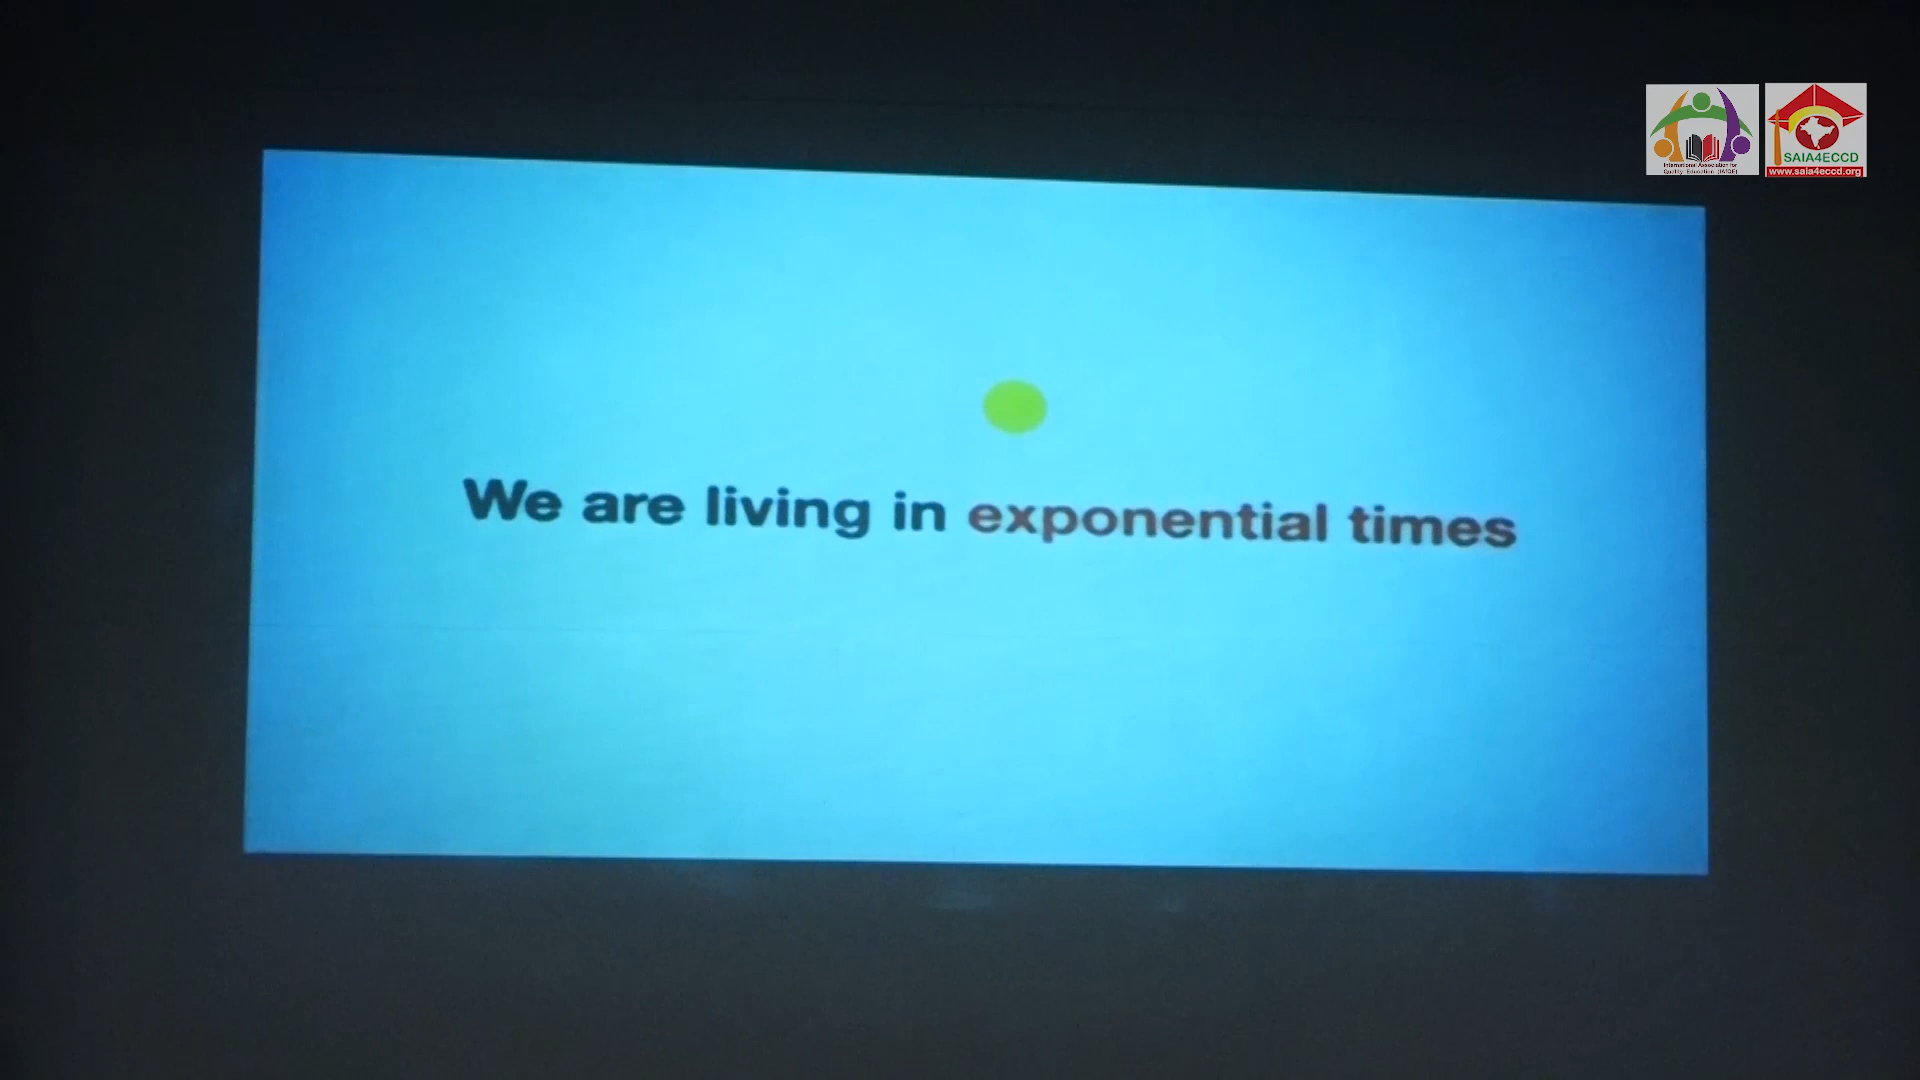 International Association for
Quality Education (IAQE)
SAIA4ECCD
www.saia4eccd.org
We are living in exponential times